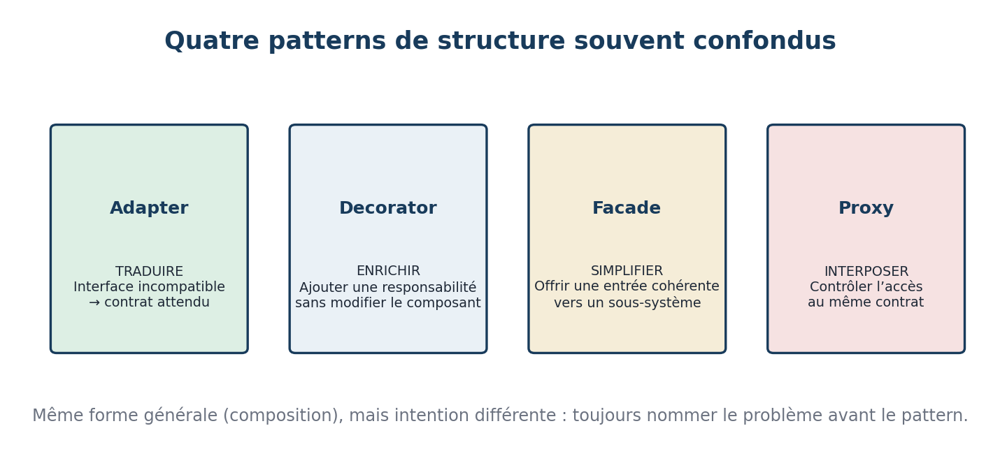 Quatre patterns de structure souvent confondus
Adapter
TRADUIRE
Interface incompatible
→ contrat attendu
Decorator
ENRICHIR
Ajouter une responsabilité
sans modifier le composant
Facade
SIMPLIFIER
Offrir une entrée cohérente
vers un sous-système
Proxy
INTERPOSER
Contrôler l’accès
au même contrat
Même forme générale (composition), mais intention différente : toujours nommer le problème avant le pattern.